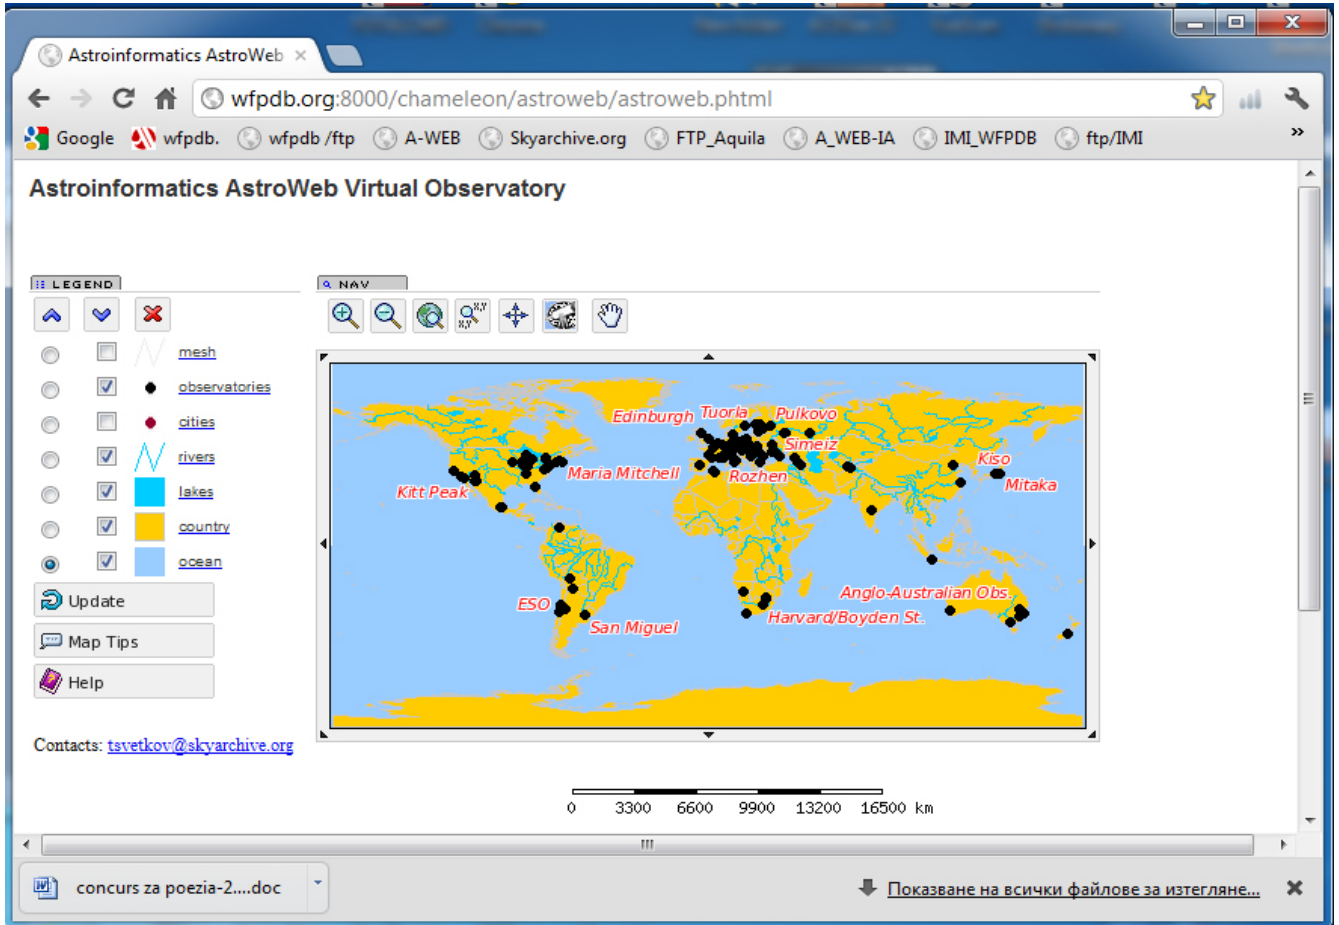 Astroinformatics AstroWeb
wfpdb.org:8000/chameleon/astroweb/astroweb.phtml
Google wfpdb. wfpdb /ftp A-WEB Skyarchive.org FTP_Aquila A_WEB-IA IMI_WFPDB ftp/IMI »
Astroinformatics AstroWeb Virtual Observatory
LEGEND
NAV
mesh
observatories
cities
rivers
lakes
country
ocean
Update
Map Tips
Help
Contacts: tsvetkov@skyarchive.org
Edinburgh Tuorla Pulkovo
Simeiz
Kiso
Maria Mitchell Rozhen
Kitt Peak Mitaka
Anglo-Australian Obs.
ESO
Harvard/Boyden St.
San Miguel
0 3300 6600 9900 13200 16500 km
concurs za poezia-2....doc
Показване на всички файлове за изтегляне...